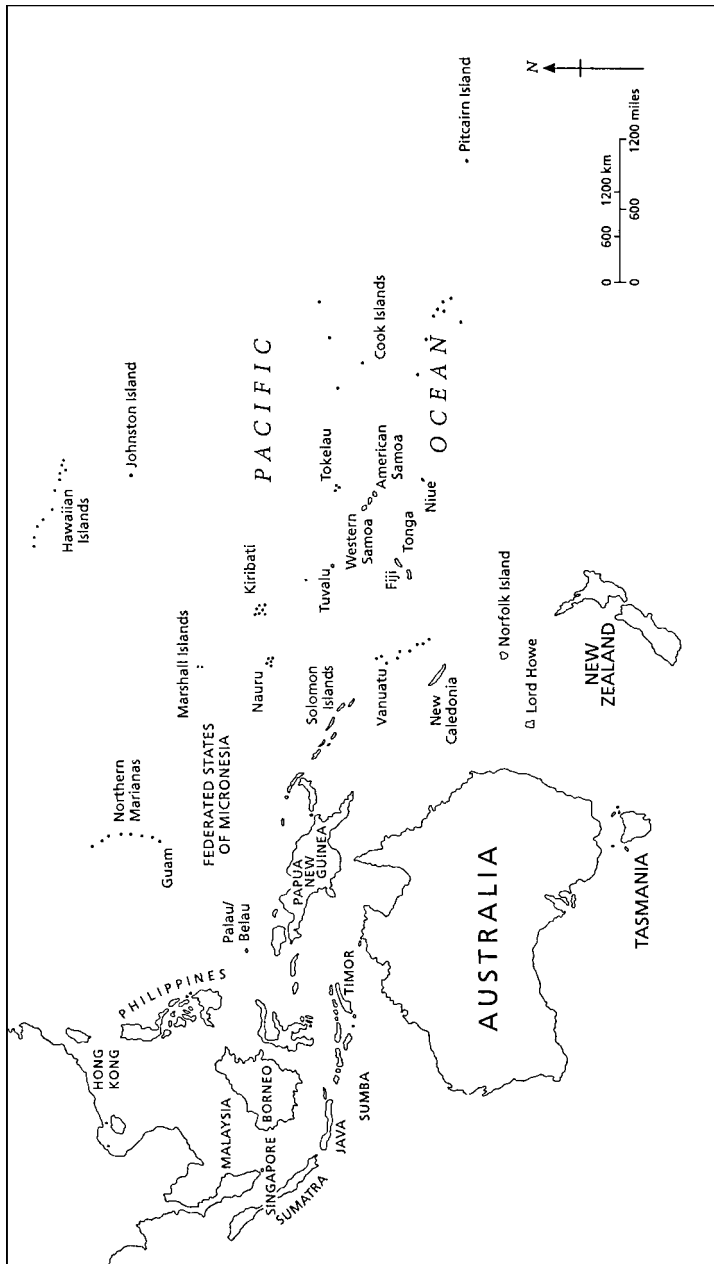 Hawaiian
Islands
Johnston Island
Northern
Marianas
Guam
Marshall Islands
FEDERATED STATES
OF MICRONESIA
PHILIPPINES
HONG
KONG
Palau/
Belau
MALAYSIA
SINGAPORE
BORNEO
SUMATRA
JAVA
SUMBA
TIMOR
PAPUA
NEW
GUINEA
Nauru
Kiribati
PACIFIC
OCEAN
Solomon
Islands
Tuvalu
Tokelau
Western
Samoa
American
Samoa
Cook Islands
Vanuatu
Fiji
Tonga
Niue
New
Caledonia
Norfolk Island
Lord Howe
Pitcairn Island
AUSTRALIA
TASMANIA
NEW
ZEALAND
N
0 600 1200 km
0 600 1200 miles